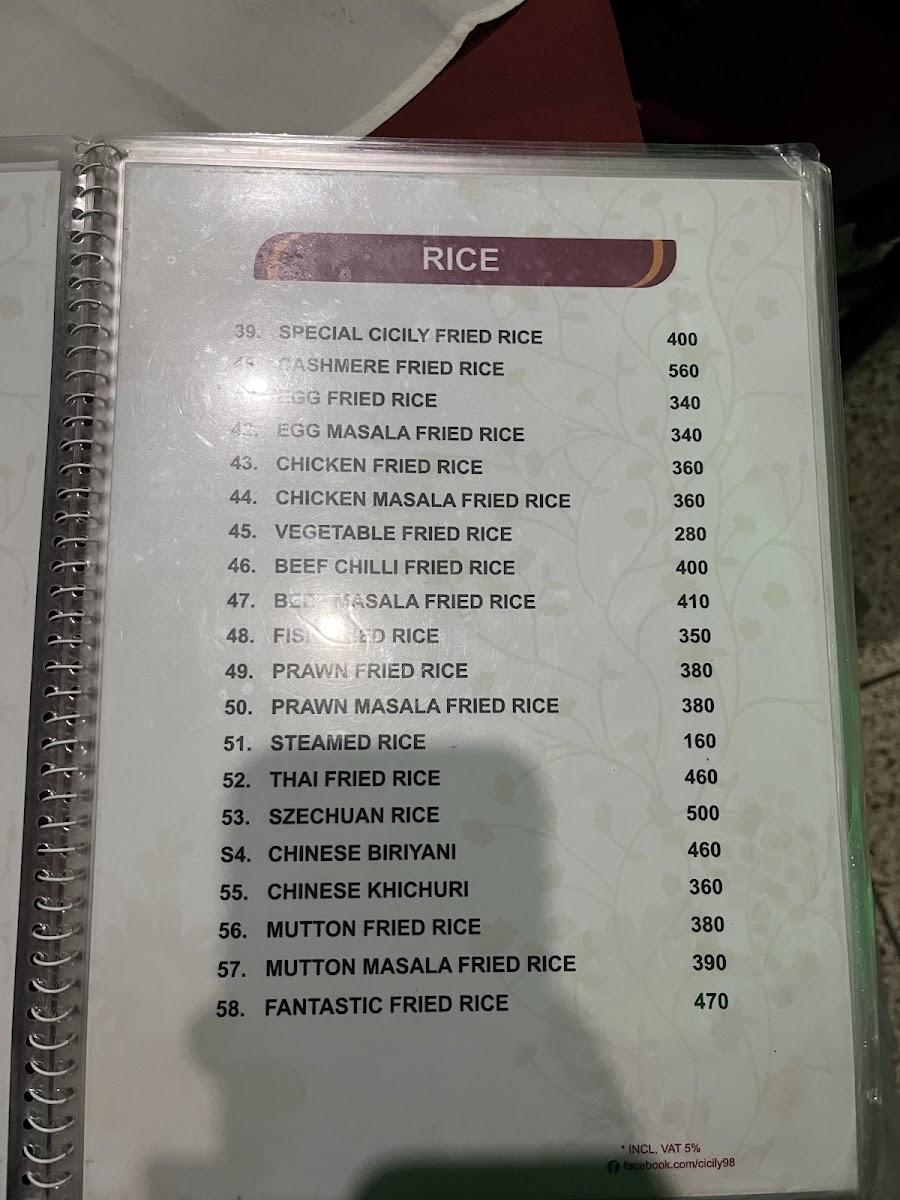 RICE
39. SPECIAL CICILY FRIED RICE 400
CASHMERE FRIED RICE 560
EGG FRIED RICE 340
42. EGG MASALA FRIED RICE 340
43. CHICKEN FRIED RICE 360
44. CHICKEN MASALA FRIED RICE 360
45. VEGETABLE FRIED RICE 280
46. BEEF CHILLI FRIED RICE 400
47. BEEF MASALA FRIED RICE 410
48. FISH FRIED RICE 350
49. PRAWN FRIED RICE 380
50. PRAWN MASALA FRIED RICE 380
51. STEAMED RICE 160
52. THAI FRIED RICE 460
53. SZECHUAN RICE 500
S4. CHINESE BIRIYANI 460
55. CHINESE KHICHURI 360
56. MUTTON FRIED RICE 380
57. MUTTON MASALA FRIED RICE 390
58. FANTASTIC FRIED RICE 470
* INCL. VAT 5%
facebook.com/cicily98